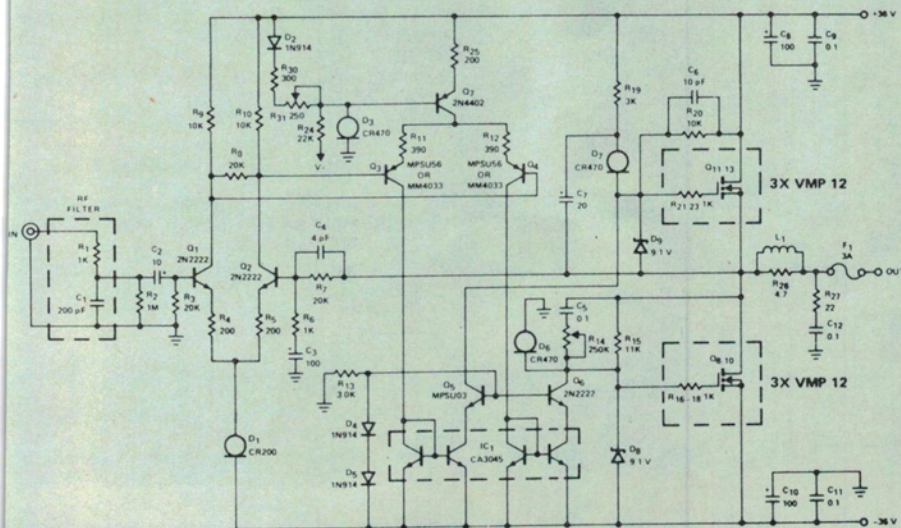 +36 V
D2
1N914
R30
300
R31
250
R24
22K
V-
D3
CR470
R25
200
Q7
2N4402
R9
10K
R10
10K
R8
20K
R11
390
R12
390
Q3
MPSU56
OR
MM4033
MPSU56
OR
MM4033
Q4
R19
3K
D7
CR470
C7
20
C6
10 pF
R20
10K
C8
100
C9
0.1
Q11 13
R21 23 1K
3X VMP 12
D9
9 1 V
RF
FILTER
IN
R1
1K
C1
200 pF
C2
10
R2
1M
R3
20K
Q1
2N2222
Q2
2N2222
R4
200
R5
200
C4
4 pF
R7
20K
R6
1K
C3
100
D1
CR200
R13
3.0K
D4
1N914
D5
1N914
Q5
MPSU03
Q6
2N2222
IC1
CA3045
D6
CR470
C5
0.1
R14
250K
R15
11K
D8
9 1 V
Q8 10
R16 -18 1K
3X VMP 12
L1
R26
4.7
F1
3A
OUT
R27
22
C12
0.1
C10
100
C11
0.1
-36 V